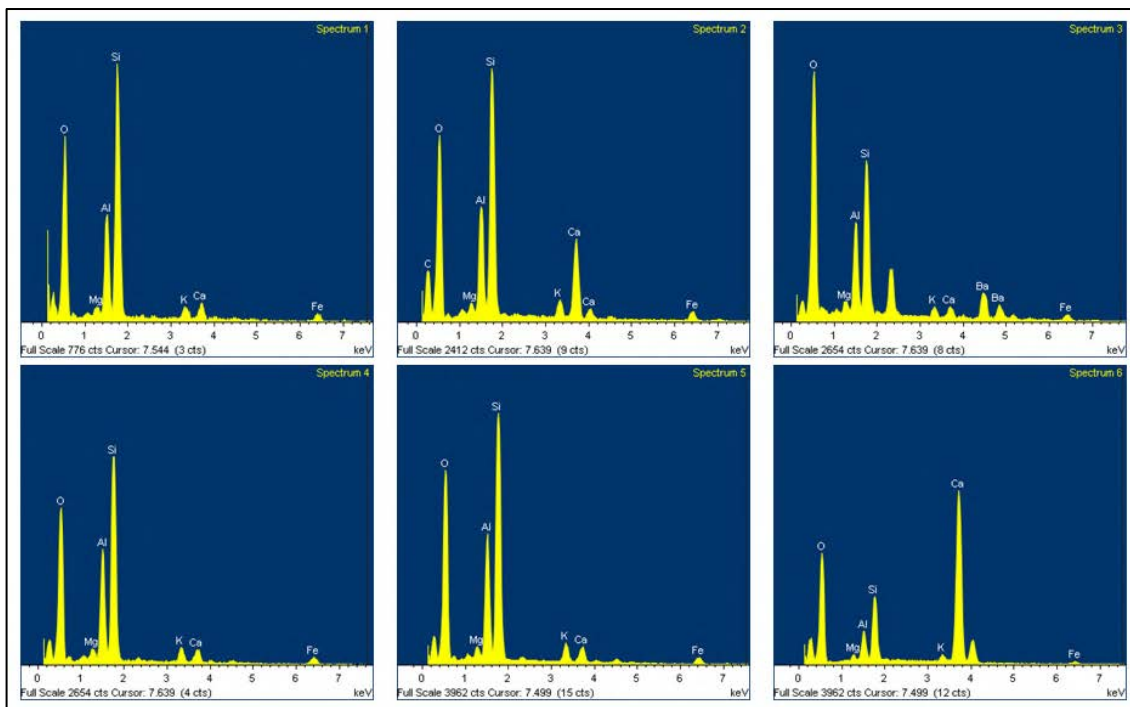 Spectrum 1
Si
O
Al
Mg
K
Ca
Fe
0 1 2 3 4 5 6 7
Full Scale 776 cts Cursor: 7.544 (3 cts) keV
Spectrum 2
Si
O
Al
Ca
C
Mg
K
Ca
Fe
0 1 2 3 4 5 6 7
Full Scale 2412 cts Cursor: 7.639 (9 cts) keV
Spectrum 3
O
Si
Al
Ba
Mg
K
Ca
Ba
Fe
0 1 2 3 4 5 6 7
Full Scale 2654 cts Cursor: 7.639 (8 cts) keV
Spectrum 4
Si
O
Al
Mg
K
Ca
Fe
0 1 2 3 4 5 6 7
Full Scale 2654 cts Cursor: 7.639 (4 cts) keV
Spectrum 5
Si
O
Al
Mg
K
Ca
Fe
0 1 2 3 4 5 6 7
Full Scale 3962 cts Cursor: 7.499 (15 cts) keV
Spectrum 6
Ca
O
Si
Al
Mg
K
Fe
0 1 2 3 4 5 6 7
Full Scale 3962 cts Cursor: 7.499 (12 cts) keV